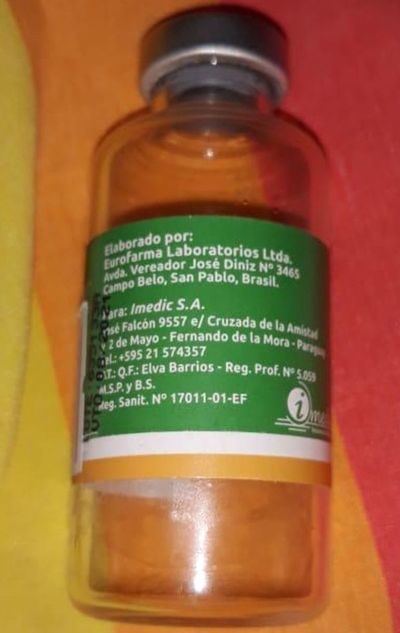 Elaborado por:
Eurofarma Laboratorios Ltda.
Avda. Vereador José Diniz Nº 3465
Campo Belo, San Pablo, Brasil.
Para: Imedic S.A.
José Falcón 9557 e/ Cruzada de la Amistad
y 2 de Mayo - Fernando de la Mora - Paraguay
Tel.: +595 21 574357
D.T.: Q.F.: Elva Barrios - Reg. Prof. Nº 5.059
M.S.P. y B.S.
Reg. Sanit. Nº 17011-01-EF